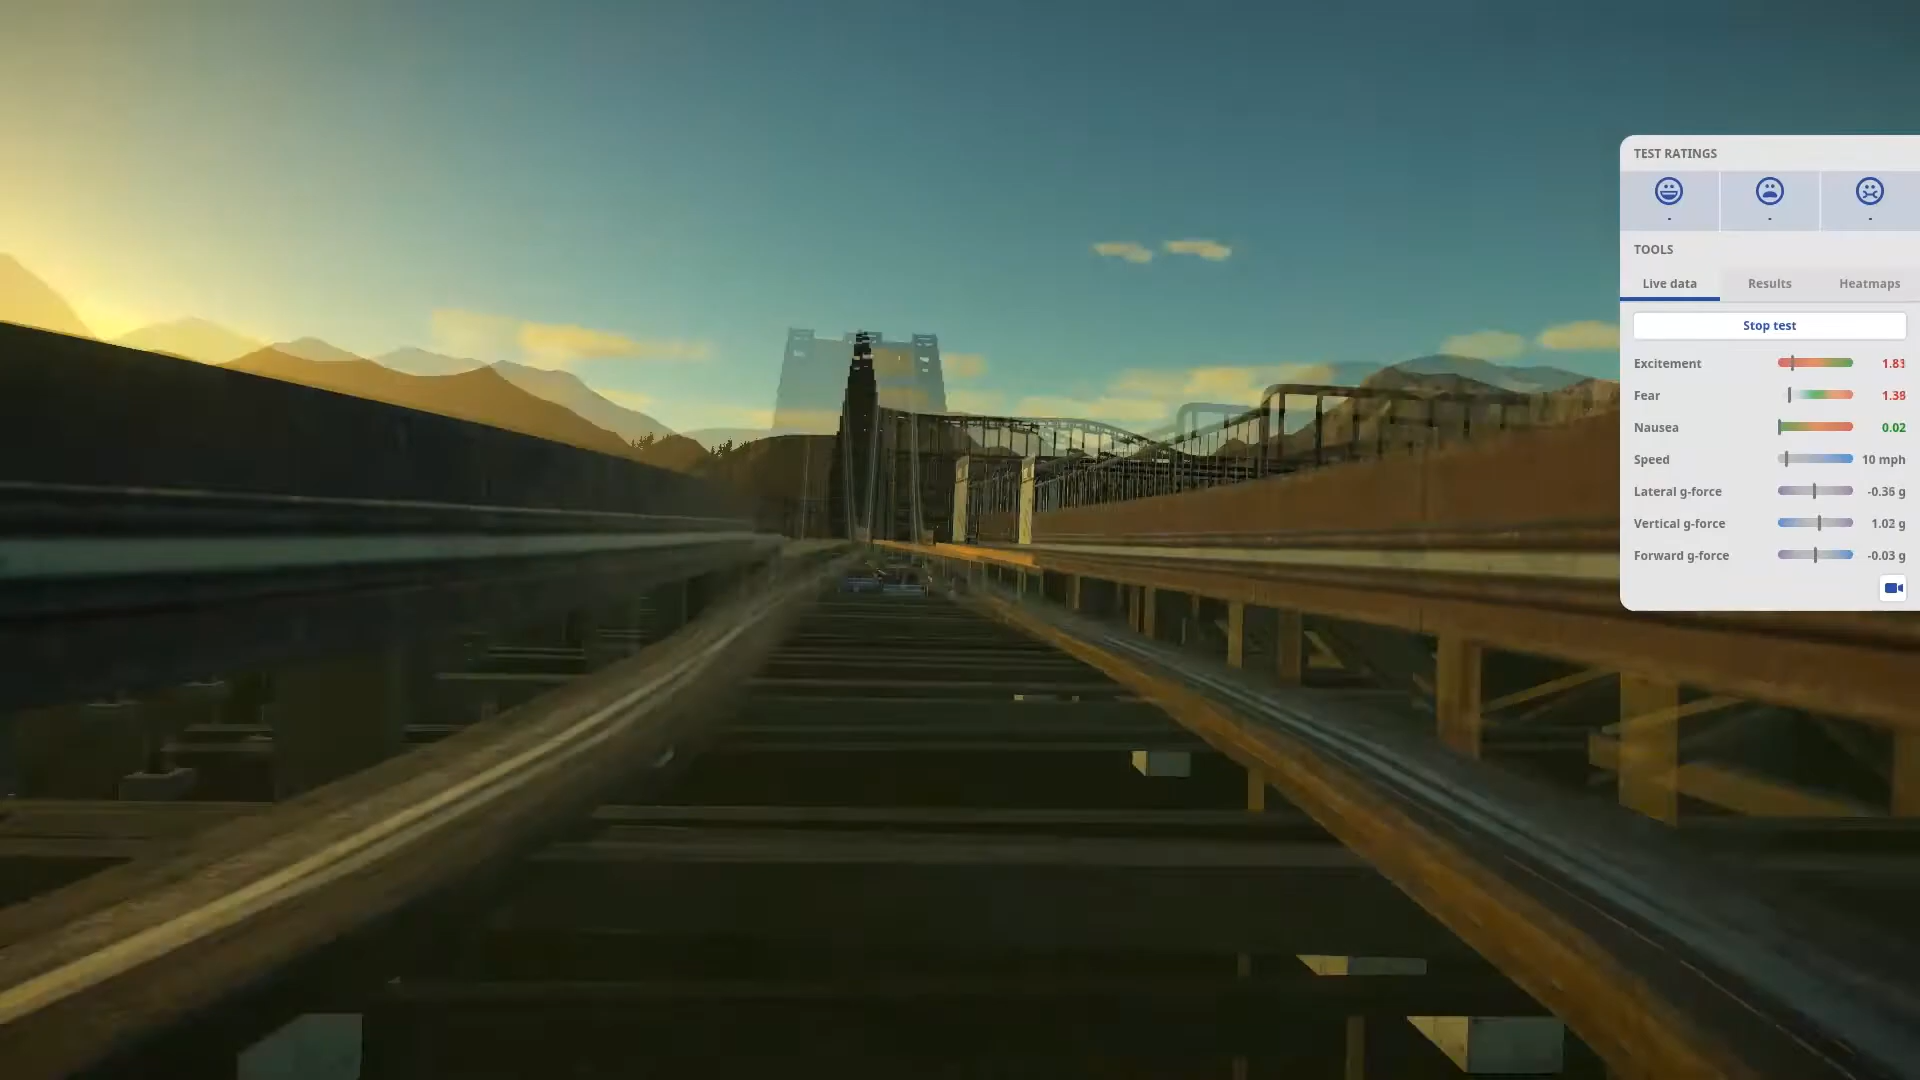 TEST RATINGS
- - -
TOOLS
Live data Results Heatmaps
Stop test
Excitement 1.83
Fear 1.38
Nausea 0.02
Speed 10 mph
Lateral g-force -0.36 g
Vertical g-force 1.02 g
Forward g-force -0.03 g